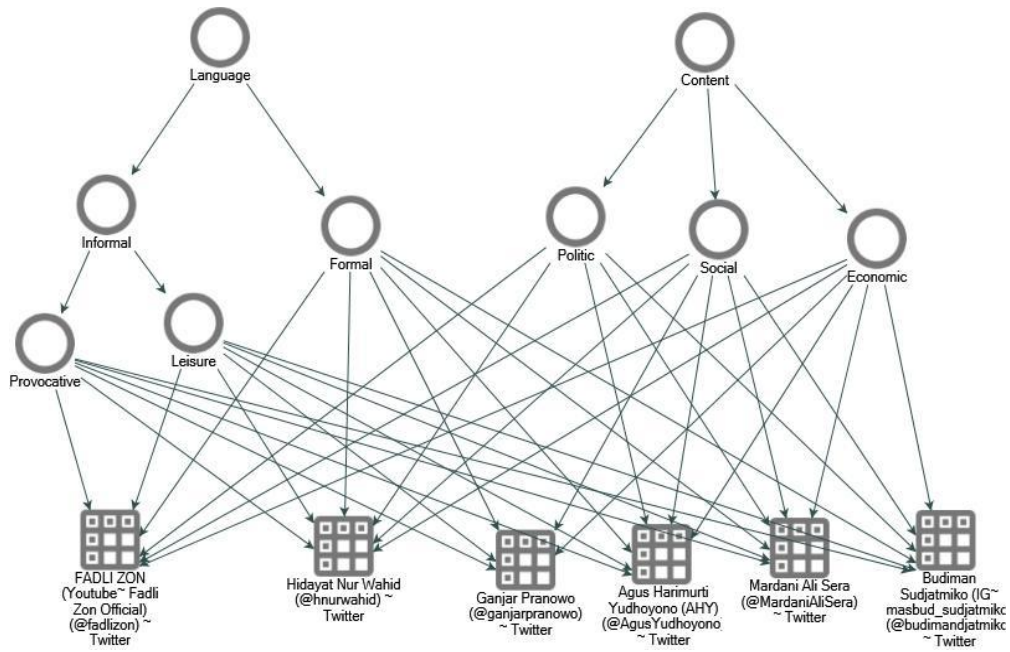 Language
Content
Informal
Formal
Politic
Social
Economic
Provocative
Leisure
FADLI ZON
(Youtube~ Fadli
Zon Official)
(@fadlizon) ~
Twitter
Hidayat Nur Wahid
(@hnurwahid) ~
Twitter
Ganjar Pranowo
(@ganjarpranowo)
~ Twitter
Agus Harimurti
Yudhoyono (AHY)
(@AgusYudhoyono
~ Twitter
Mardani Ali Sera
(@MardaniAliSera)
~ Twitter
Budiman
Sudjatmiko (IG~
masbud_sudjatmikc
(@budimandjatmikc
~ Twitter